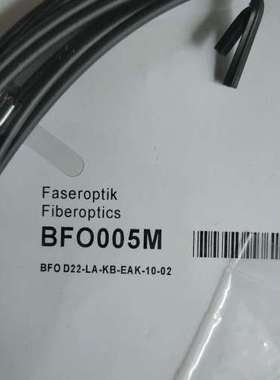 Faseroptik
Fiberoptics
BFO005M
BFO D22-LA-KB-EAK-10-02